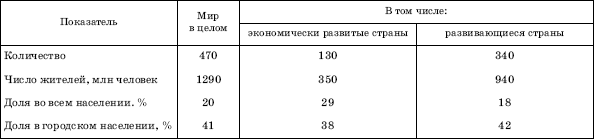 Показатель
Мир
в целом
В том числе:
экономически развитые страны
развивающиеся страны
Количество 470 130 340
Число жителей, млн человек 1290 350 940
Доля во всем населении. % 20 29 18
Доля в городском населении, % 41 38 42